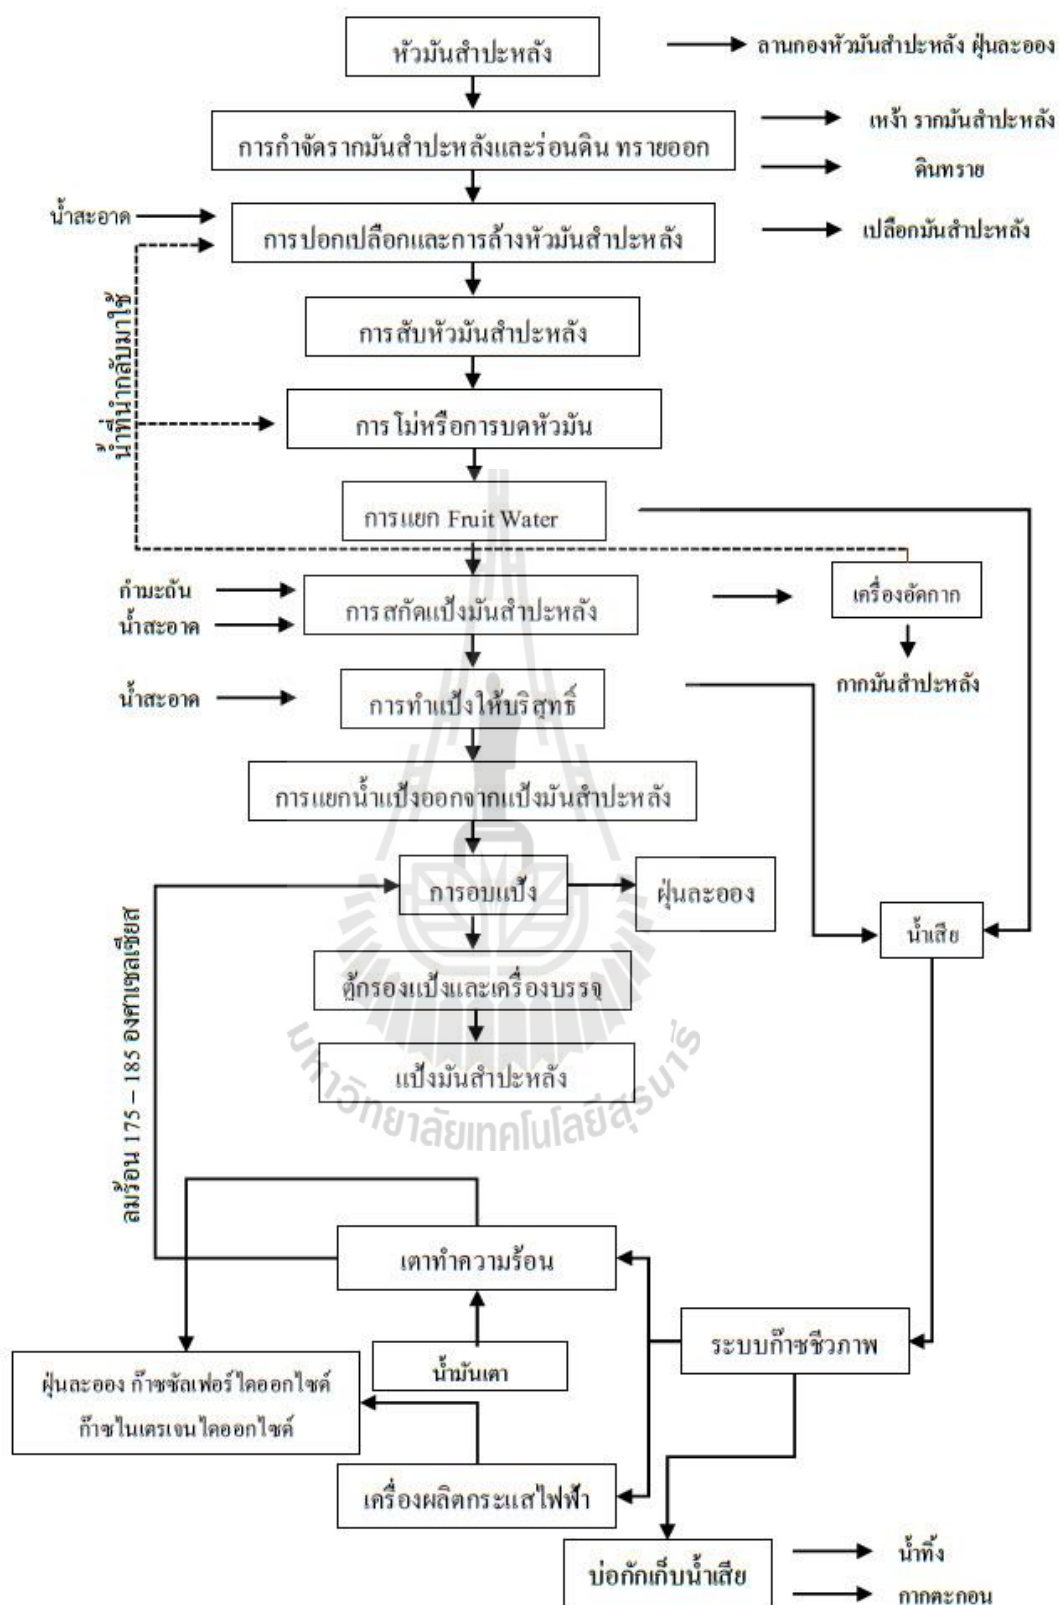 หัวมันสำปะหลัง
ลานกองหัวมันสำปะหลัง ฝุ่นละออง
การกำจัดรากมันสำปะหลังและร่อนดิน ทรายออก
เหง้า รากมันสำปะหลัง
ดินทราย
น้ำสะอาด
การปอกเปลือกและการล้างหัวมันสำปะหลัง
เปลือกมันสำปะหลัง
น้ำที่นำกลับมาใช้
การสับหัวมันสำปะหลัง
การโม่หรือการบดหัวมัน
การแยก Fruit Water
กำมะถัน
น้ำสะอาด
การสกัดแป้งมันสำปะหลัง
เครื่องอัดกาก
กากมันสำปะหลัง
น้ำสะอาด
การทำแป้งให้บริสุทธิ์
การแยกน้ำแป้งออกจากแป้งมันสำปะหลัง
การอบแป้ง
ฝุ่นละออง
น้ำเสีย
ลมร้อน 175 – 185 องศาเซลเซียส
ตู้กรองแป้งและเครื่องบรรจุ
แป้งมันสำปะหลัง
มหาวิทยาลัยเทคโนโลยีสุรนารี
เตาทำความร้อน
ระบบก๊าซชีวภาพ
น้ำมันเตา
ฝุ่นละออง ก๊าซซัลเฟอร์ไดออกไซด์
ก๊าซไนเตรเจนไดออกไซด์
เครื่องผลิตกระแสไฟฟ้า
บ่อกักเก็บน้ำเสีย
น้ำทิ้ง
กากตะกอน